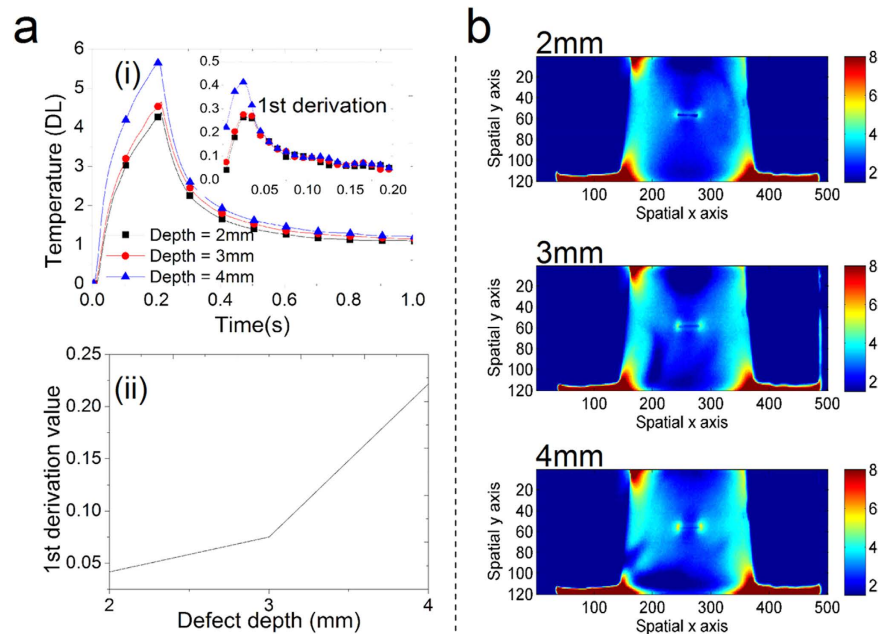 a
(i)
Temperature (DL)
6
5
4
3
2
1
0
0.0 0.2 0.4 0.6 0.8 1.0
Time(s)
Depth = 2mm
Depth = 3mm
Depth = 4mm
1st derivation
0.5
0.4
0.3
0.2
0.1
0.0
0.05 0.10 0.15 0.20
(ii)
1st derivation value
0.25
0.20
0.15
0.10
0.05
2 3 4
Defect depth (mm)
b
2mm
Spatial y axis
20
40
60
80
100
120
100 200 300 400 500
Spatial x axis
8
6
4
2
3mm
Spatial y axis
20
40
60
80
100
120
100 200 300 400 500
Spatial x axis
8
6
4
2
4mm
Spatial y axis
20
40
60
80
100
120
100 200 300 400 500
Spatial x axis
8
6
4
2